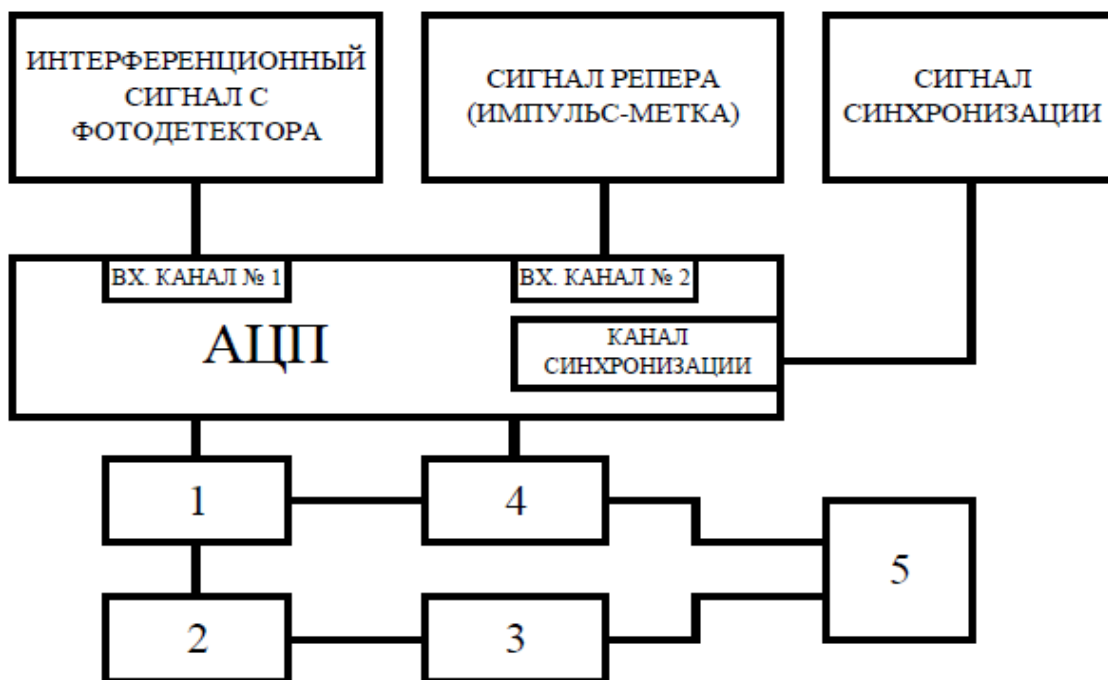 ИНТЕРФЕРЕНЦИОННЫЙ
СИГНАЛ С
ФОТОДЕТЕКТОРА
СИГНАЛ РЕПЕРА
(ИМПУЛЬС-МЕТКА)
СИГНАЛ
СИНХРОНИЗАЦИИ
ВХ. КАНАЛ № 1
ВХ. КАНАЛ № 2
АЦП
КАНАЛ
СИНХРОНИЗАЦИИ
1
4
5
2
3